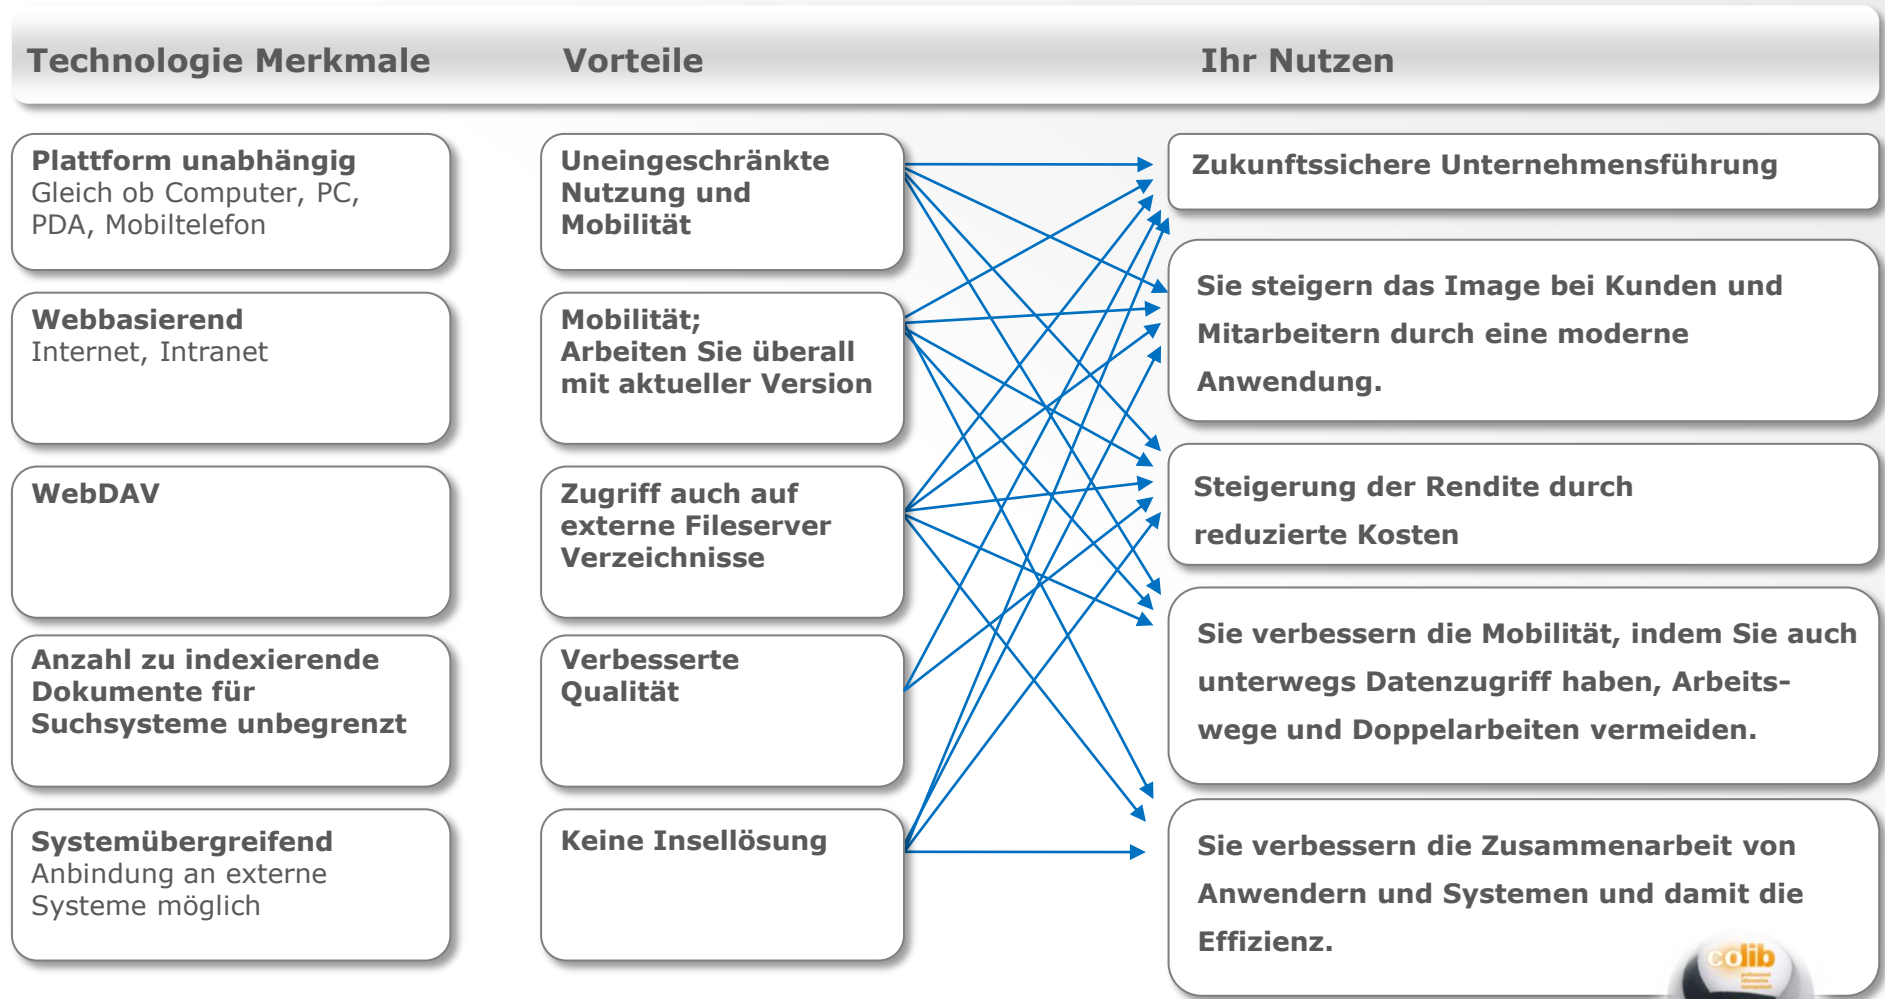 Technologie Merkmale
Vorteile
Ihr Nutzen
Plattform unabhängig
Gleich ob Computer, PC,
PDA, Mobiltelefon
Uneingeschränkte
Nutzung und
Mobilität
Zukunftssichere Unternehmensführung
Webbasierend
Internet, Intranet
Mobilität;
Arbeiten Sie überall
mit aktueller Version
Sie steigern das Image bei Kunden und
Mitarbeitern durch eine moderne
Anwendung.
WebDAV
Zugriff auch auf
externe Fileserver
Verzeichnisse
Steigerung der Rendite durch
reduzierte Kosten
Anzahl zu indexierende
Dokumente für
Suchsysteme unbegrenzt
Verbesserte
Qualität
Sie verbessern die Mobilität, indem Sie auch
unterwegs Datenzugriff haben, Arbeits-
wege und Doppelarbeiten vermeiden.
Systemübergreifend
Anbindung an externe
Systeme möglich
Keine Insellösung
Sie verbessern die Zusammenarbeit von
Anwendern und Systemen und damit die
Effizienz.
colib
professional
information
management